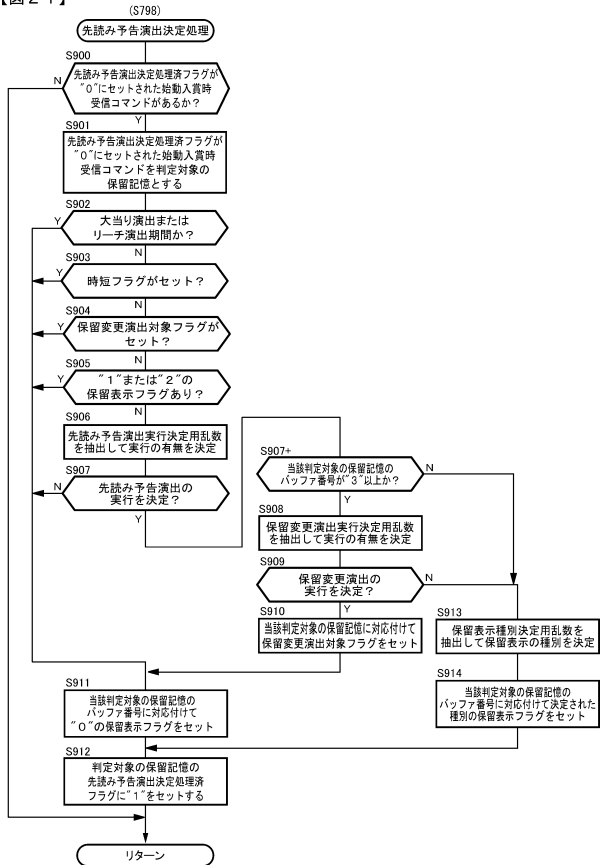 【図21】
(S798)
先読み予告演出決定処理
S900
先読み予告演出決定処理済フラグが
"0"にセットされた始動入賞時
受信コマンドがあるか？
N
Y
S901
先読み予告演出決定処理済フラグが
"0"にセットされた始動入賞時
受信コマンドを判定対象の
保留記憶とする
S902
大当り演出または
リーチ演出期間か？
Y
N
S903
時短フラグがセット？
Y
N
S904
保留変更演出対象フラグが
セット？
Y
N
S905
"1"または"2"の
保留表示フラグあり？
Y
N
S906
先読み予告演出実行決定用乱数
を抽出して実行の有無を決定
S907
先読み予告演出の
実行を決定？
N
Y
S907+
当該判定対象の保留記憶の
バッファ番号が"3"以上か？
N
Y
S908
保留変更演出実行決定用乱数
を抽出して実行の有無を決定
S909
保留変更演出の
実行を決定？
N
Y
S910
当該判定対象の保留記憶に対応付けて
保留変更演出対象フラグをセット
S913
保留表示種別決定用乱数を
抽出して保留表示の種別を決定
S914
当該判定対象の保留記憶の
バッファ番号に対応付けて決定された
種別の保留表示フラグをセット
S911
当該判定対象の保留記憶の
バッファ番号に対応付けて
"0"の保留表示フラグをセット
S912
判定対象の保留記憶の
先読み予告演出決定処理済
フラグに"1"をセットする
リターン